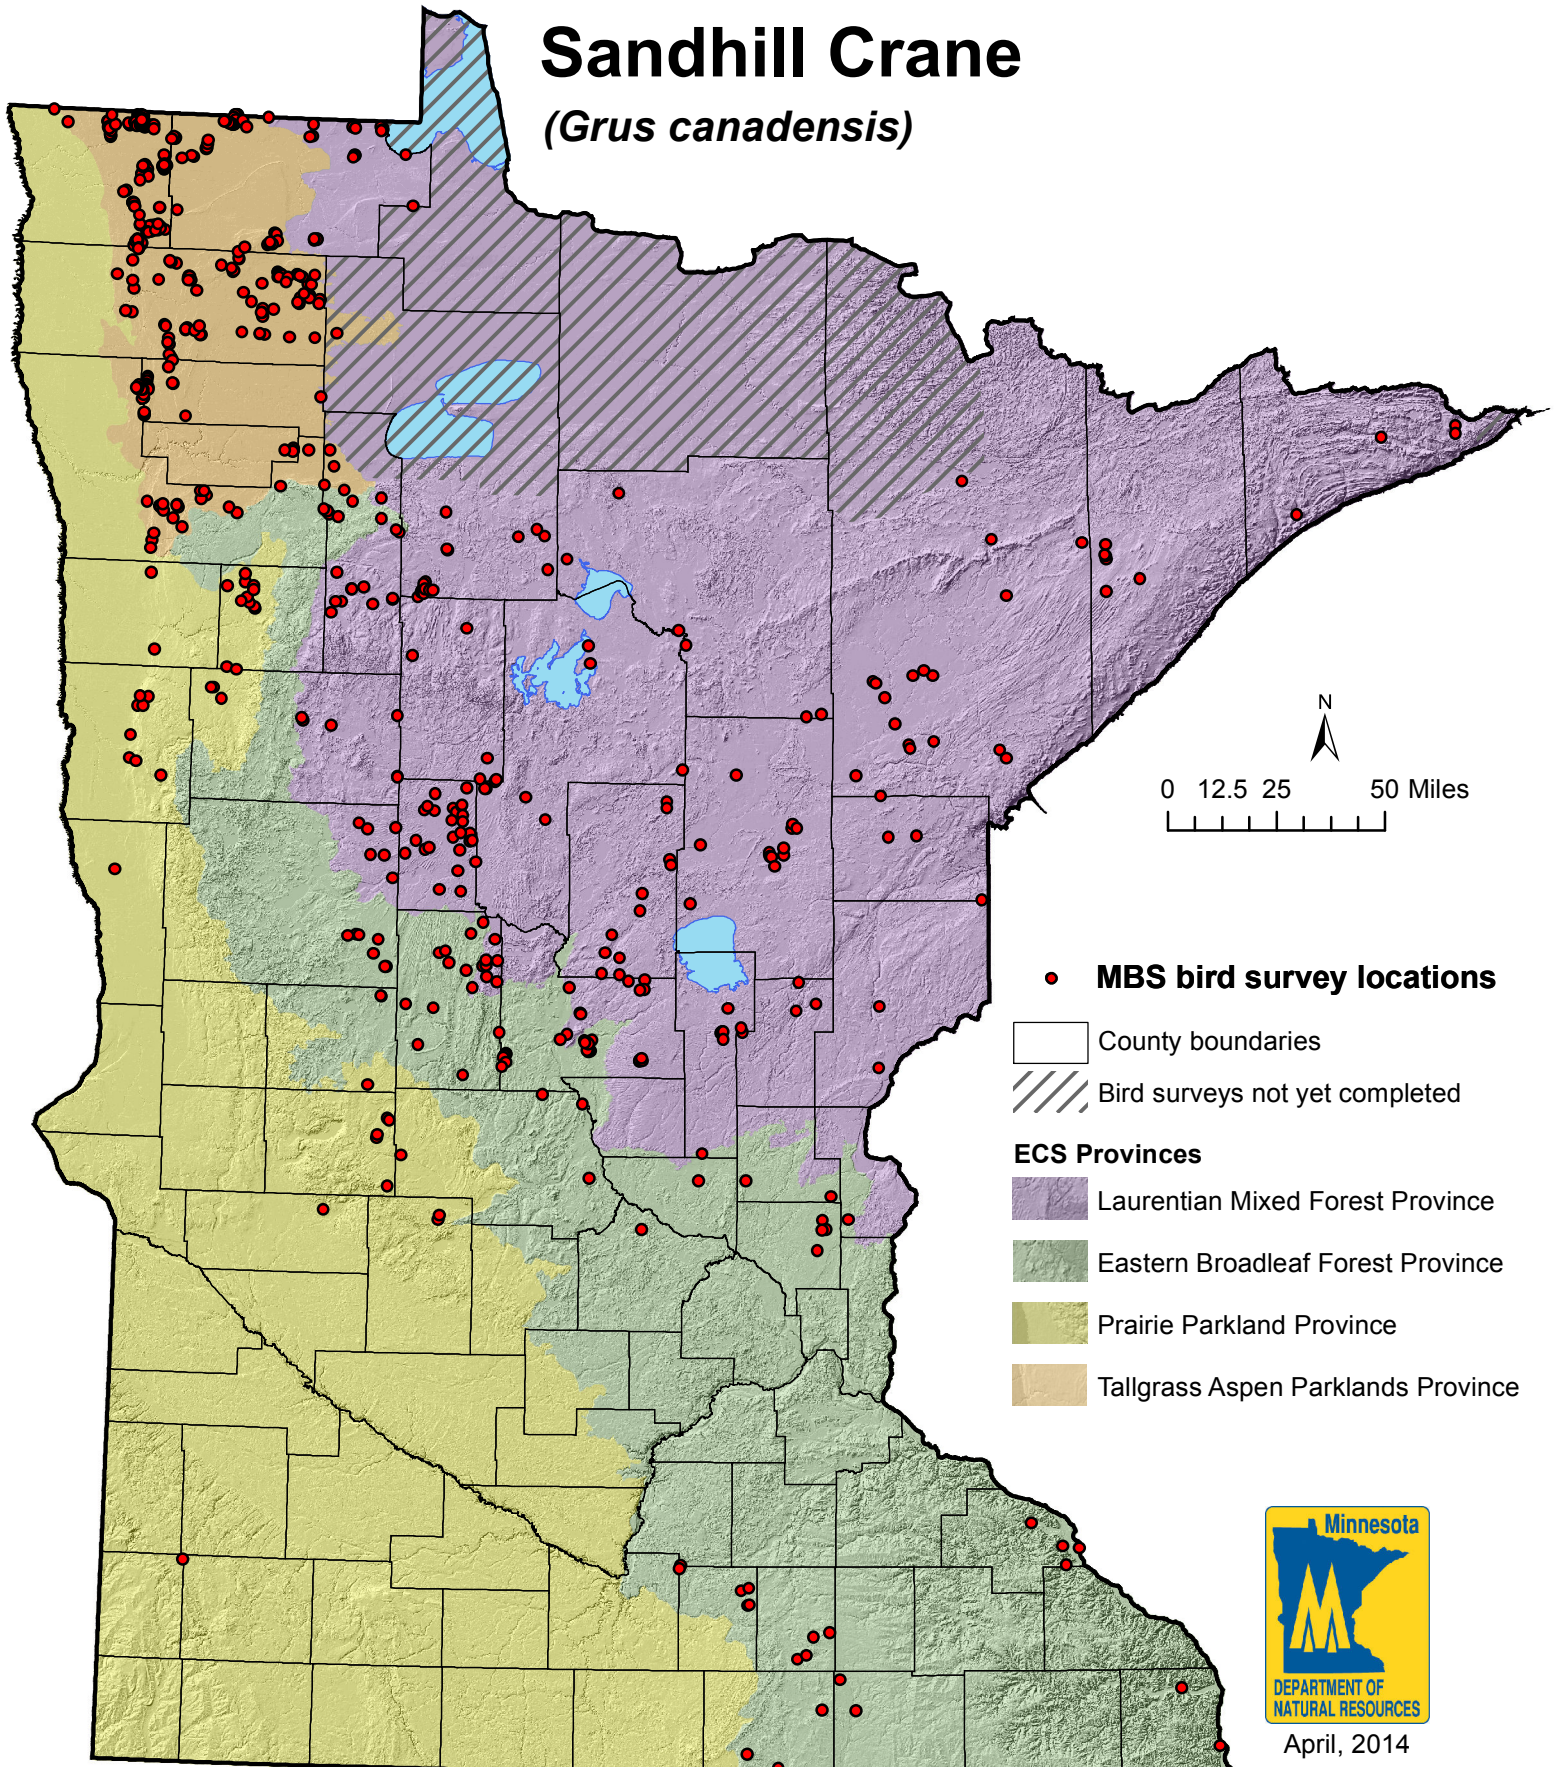 Sandhill Crane
(Grus canadensis)
N
0 12.5 25 50 Miles
MBS bird survey locations
County boundaries
Bird surveys not yet completed
ECS Provinces
Laurentian Mixed Forest Province
Eastern Broadleaf Forest Province
Prairie Parkland Province
Tallgrass Aspen Parklands Province
Minnesota
DEPARTMENT OF
NATURAL RESOURCES
April, 2014